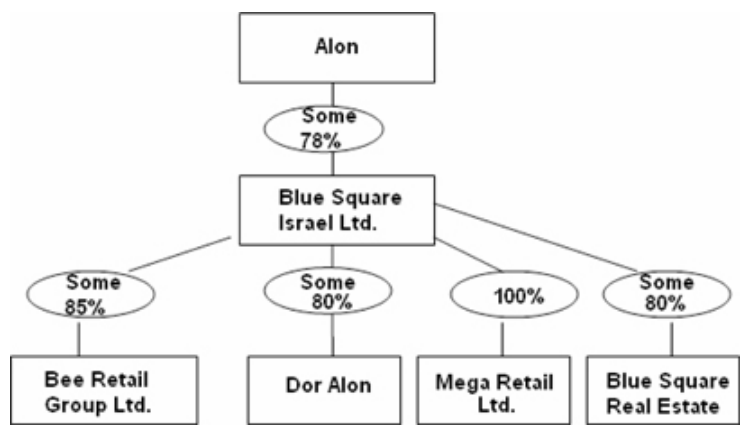 Alon
Some
78%
Blue Square
Israel Ltd.
Some
85%
Some
80%
100%
Some
80%
Bee Retail
Group Ltd.
Dor Alon
Mega Retail
Ltd.
Blue Square
Real Estate